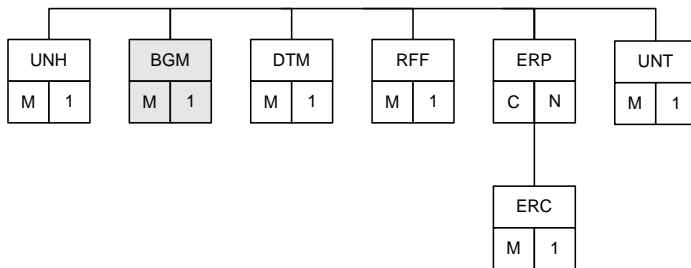 UNH BGM DTM RFF ERP UNT
M 1 M 1 M 1 M 1 C N M 1
ERC
M 1